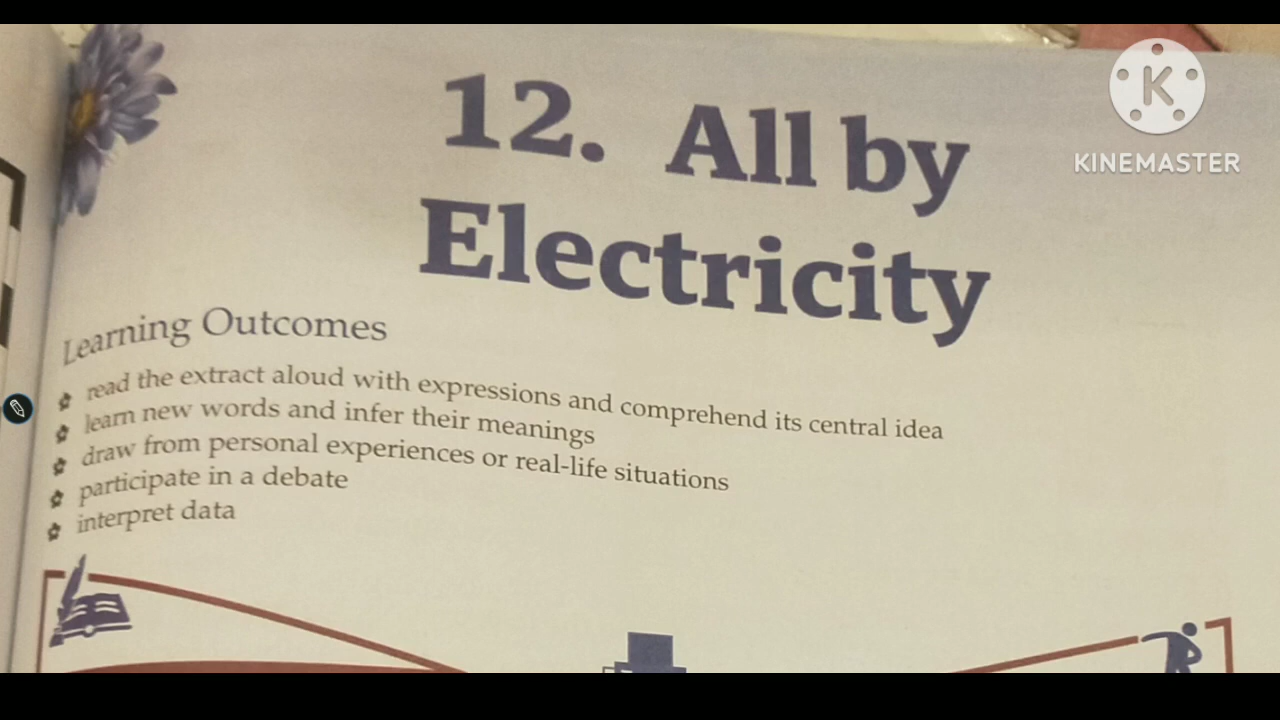 12. All by
Electricity
Learning Outcomes
read the extract aloud with expressions and comprehend its central idea
learn new words and infer their meanings
draw from personal experiences or real-life situations
participate in a debate
interpret data
K
KINEMASTER